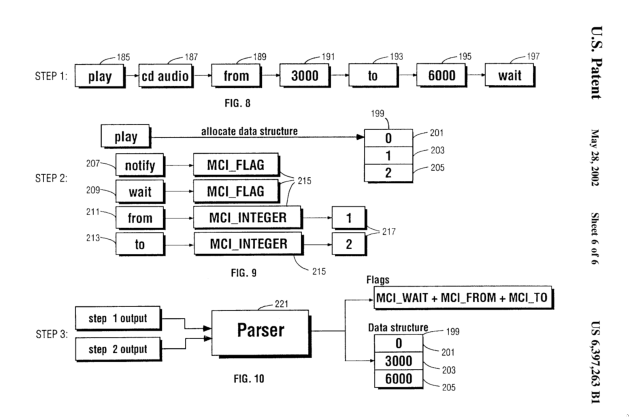 U.S. Patent May 28, 2002 Sheet 6 of 6 US 6,397,263 B1
185 187 189 191 193 195 197
STEP 1: play cd audio from 3000 to 6000 wait
FIG. 8
199
play allocate data structure 0 201
1 203
2 205
STEP 2:
207 notify MCI_FLAG 215
209 wait MCI_FLAG
211 from MCI_INTEGER 1 217
213 to MCI_INTEGER 2
215
FIG. 9
Flags
MCI_WAIT + MCI_FROM + MCI_TO
221
STEP 3: step 1 output Parser
step 2 output
Data structure 199
0 201
3000 203
6000 205
FIG. 10